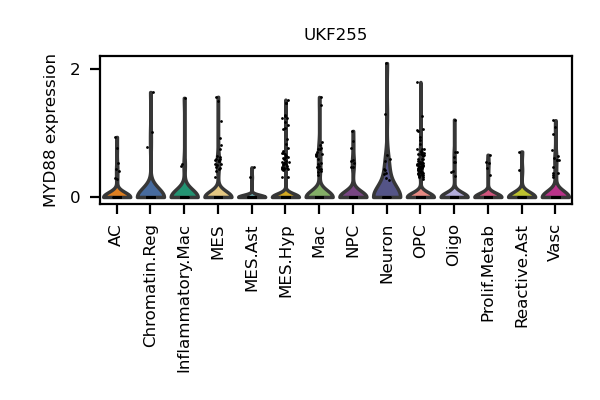 UKF255
MYD88 expression
2
0
AC
Chromatin.Reg
Inflammatory.Mac
MES
MES.Ast
MES.Hyp
Mac
NPC
Neuron
OPC
Oligo
Prolif.Metab
Reactive.Ast
Vasc